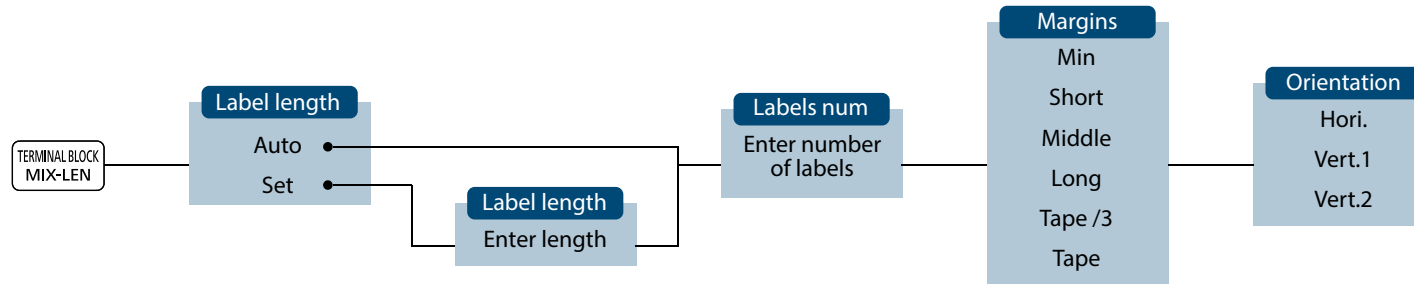 TERMINAL BLOCK
MIX-LEN
Label length
Auto
Set
Label length
Enter length
Labels num
Enter number
of labels
Margins
Min
Short
Middle
Long
Tape /3
Tape
Orientation
Hori.
Vert.1
Vert.2